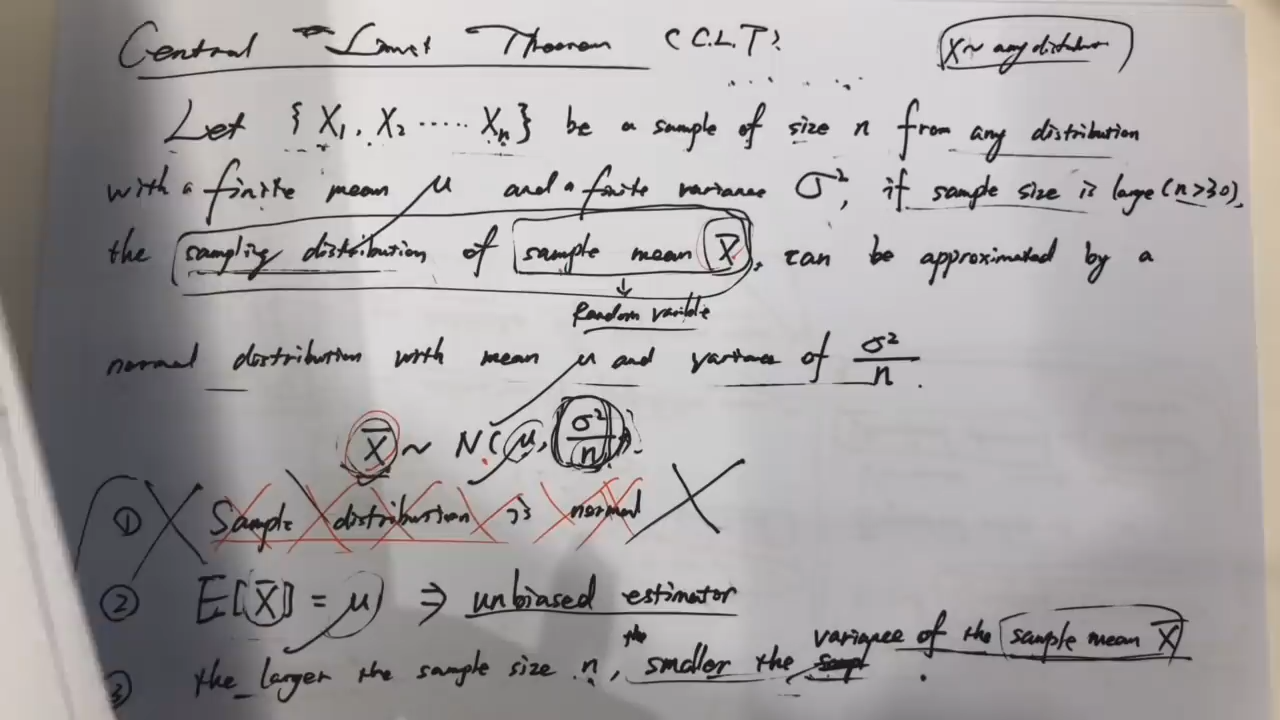 Central Limit Theorem (C.L.T)
X ~ any distribution
Let {X₁, X₂ ····· Xₙ} be a sample of size n from any distribution
with a finite mean μ and a finite variance σ², if sample size is large (n>30),
the sampling distribution of sample mean X̅, can be approximated by a
↓
Random varible
normal distribution with mean μ and variance of σ²/n.
X̅ ~ N(μ, σ²/n)
① Sample distribution is normal
② E[X̅] = μ ⇒ unbiased estimator
③ the larger the sample size n, the smaller the variance of the sample mean X̅.